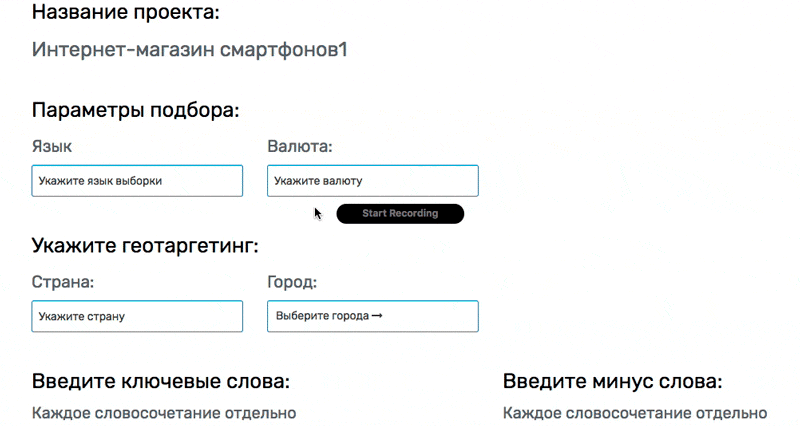 Название проекта:
Интернет-магазин смартфонов1
Параметры подбора:
Язык
Валюта:
Укажите язык выборки
Укажите валюту
Start Recording
Укажите геотаргетинг:
Страна:
Город:
Укажите страну
Выберите города →
Введите ключевые слова:
Введите минус слова:
Каждое словосочетание отдельно
Каждое словосочетание отдельно